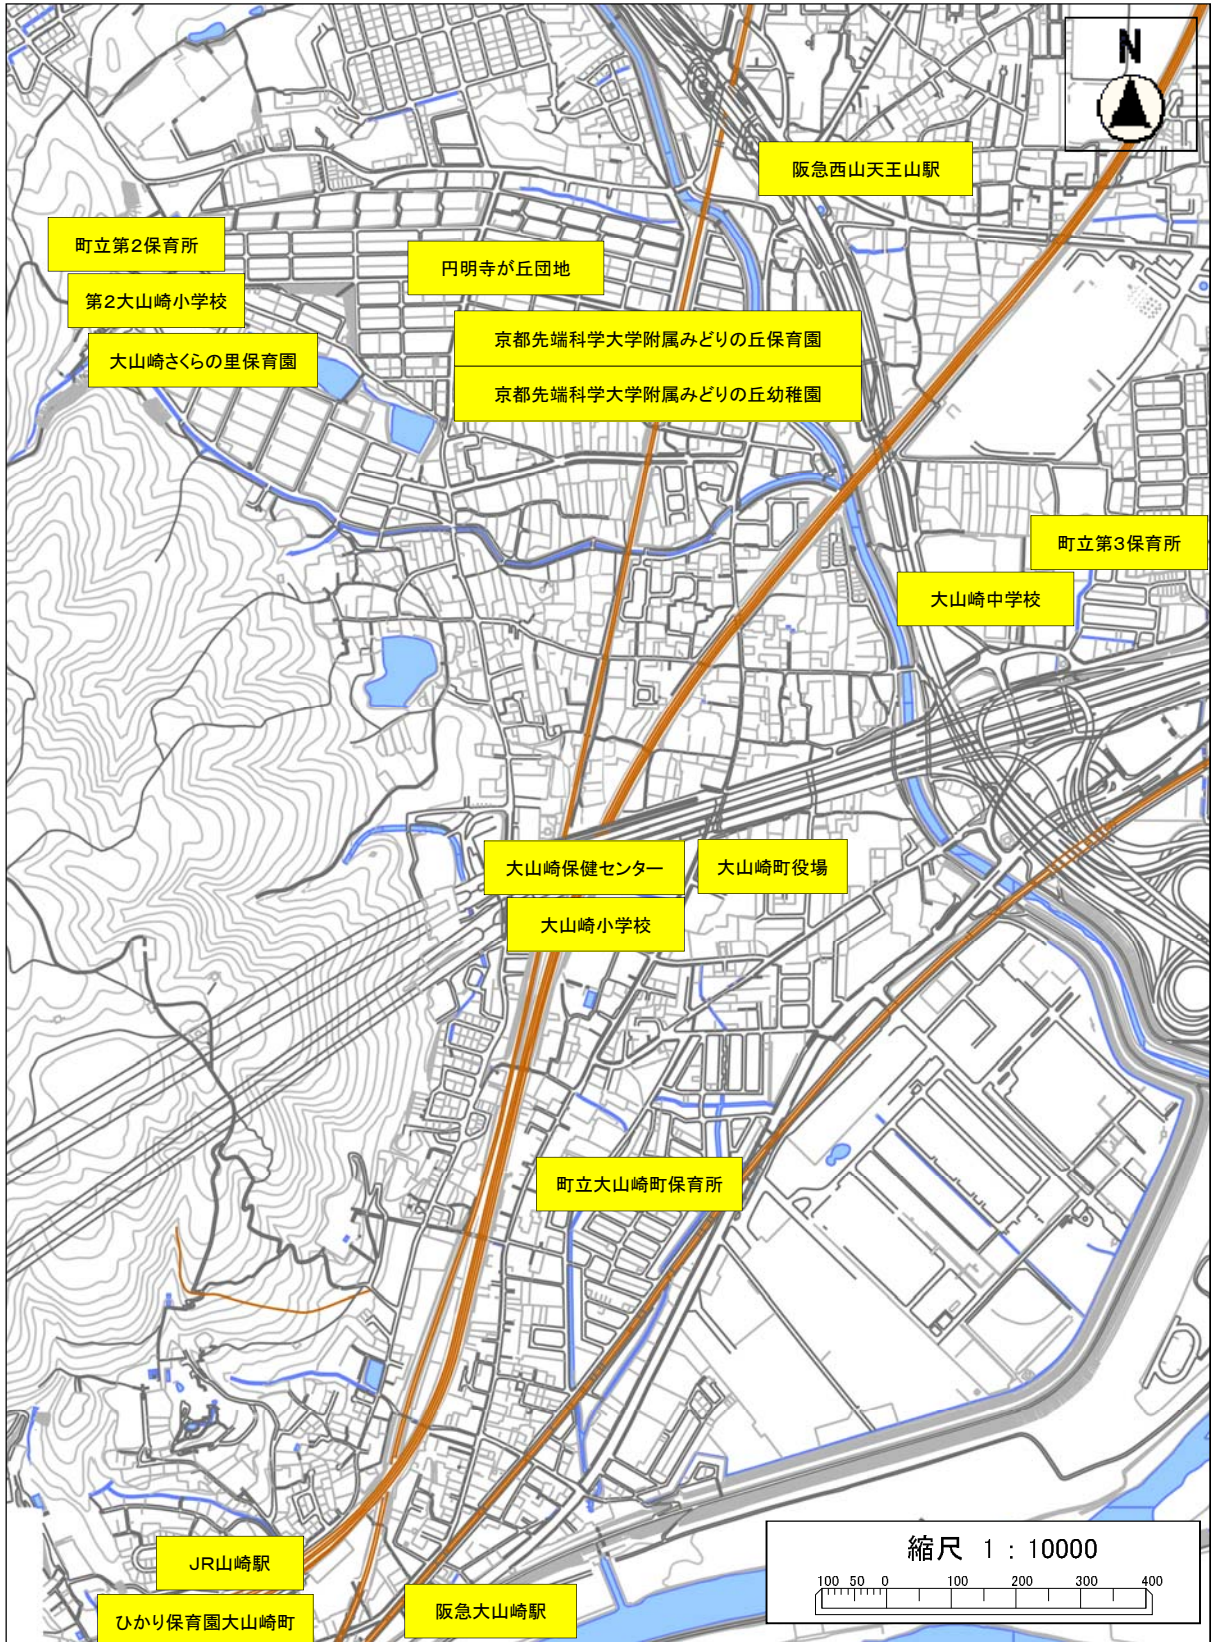 N
阪急西山天王山駅
町立第2保育所
円明寺が丘団地
第2大山崎小学校
京都先端科学大学附属みどりの丘保育園
大山崎さくらの里保育園
京都先端科学大学附属みどりの丘幼稚園
町立第3保育所
大山崎中学校
大山崎保健センター
大山崎町役場
大山崎小学校
町立大山崎町保育所
JR山崎駅
ひかり保育園大山崎町
阪急大山崎駅
縮尺 1 : 10000
100 50 0 100 200 300 400